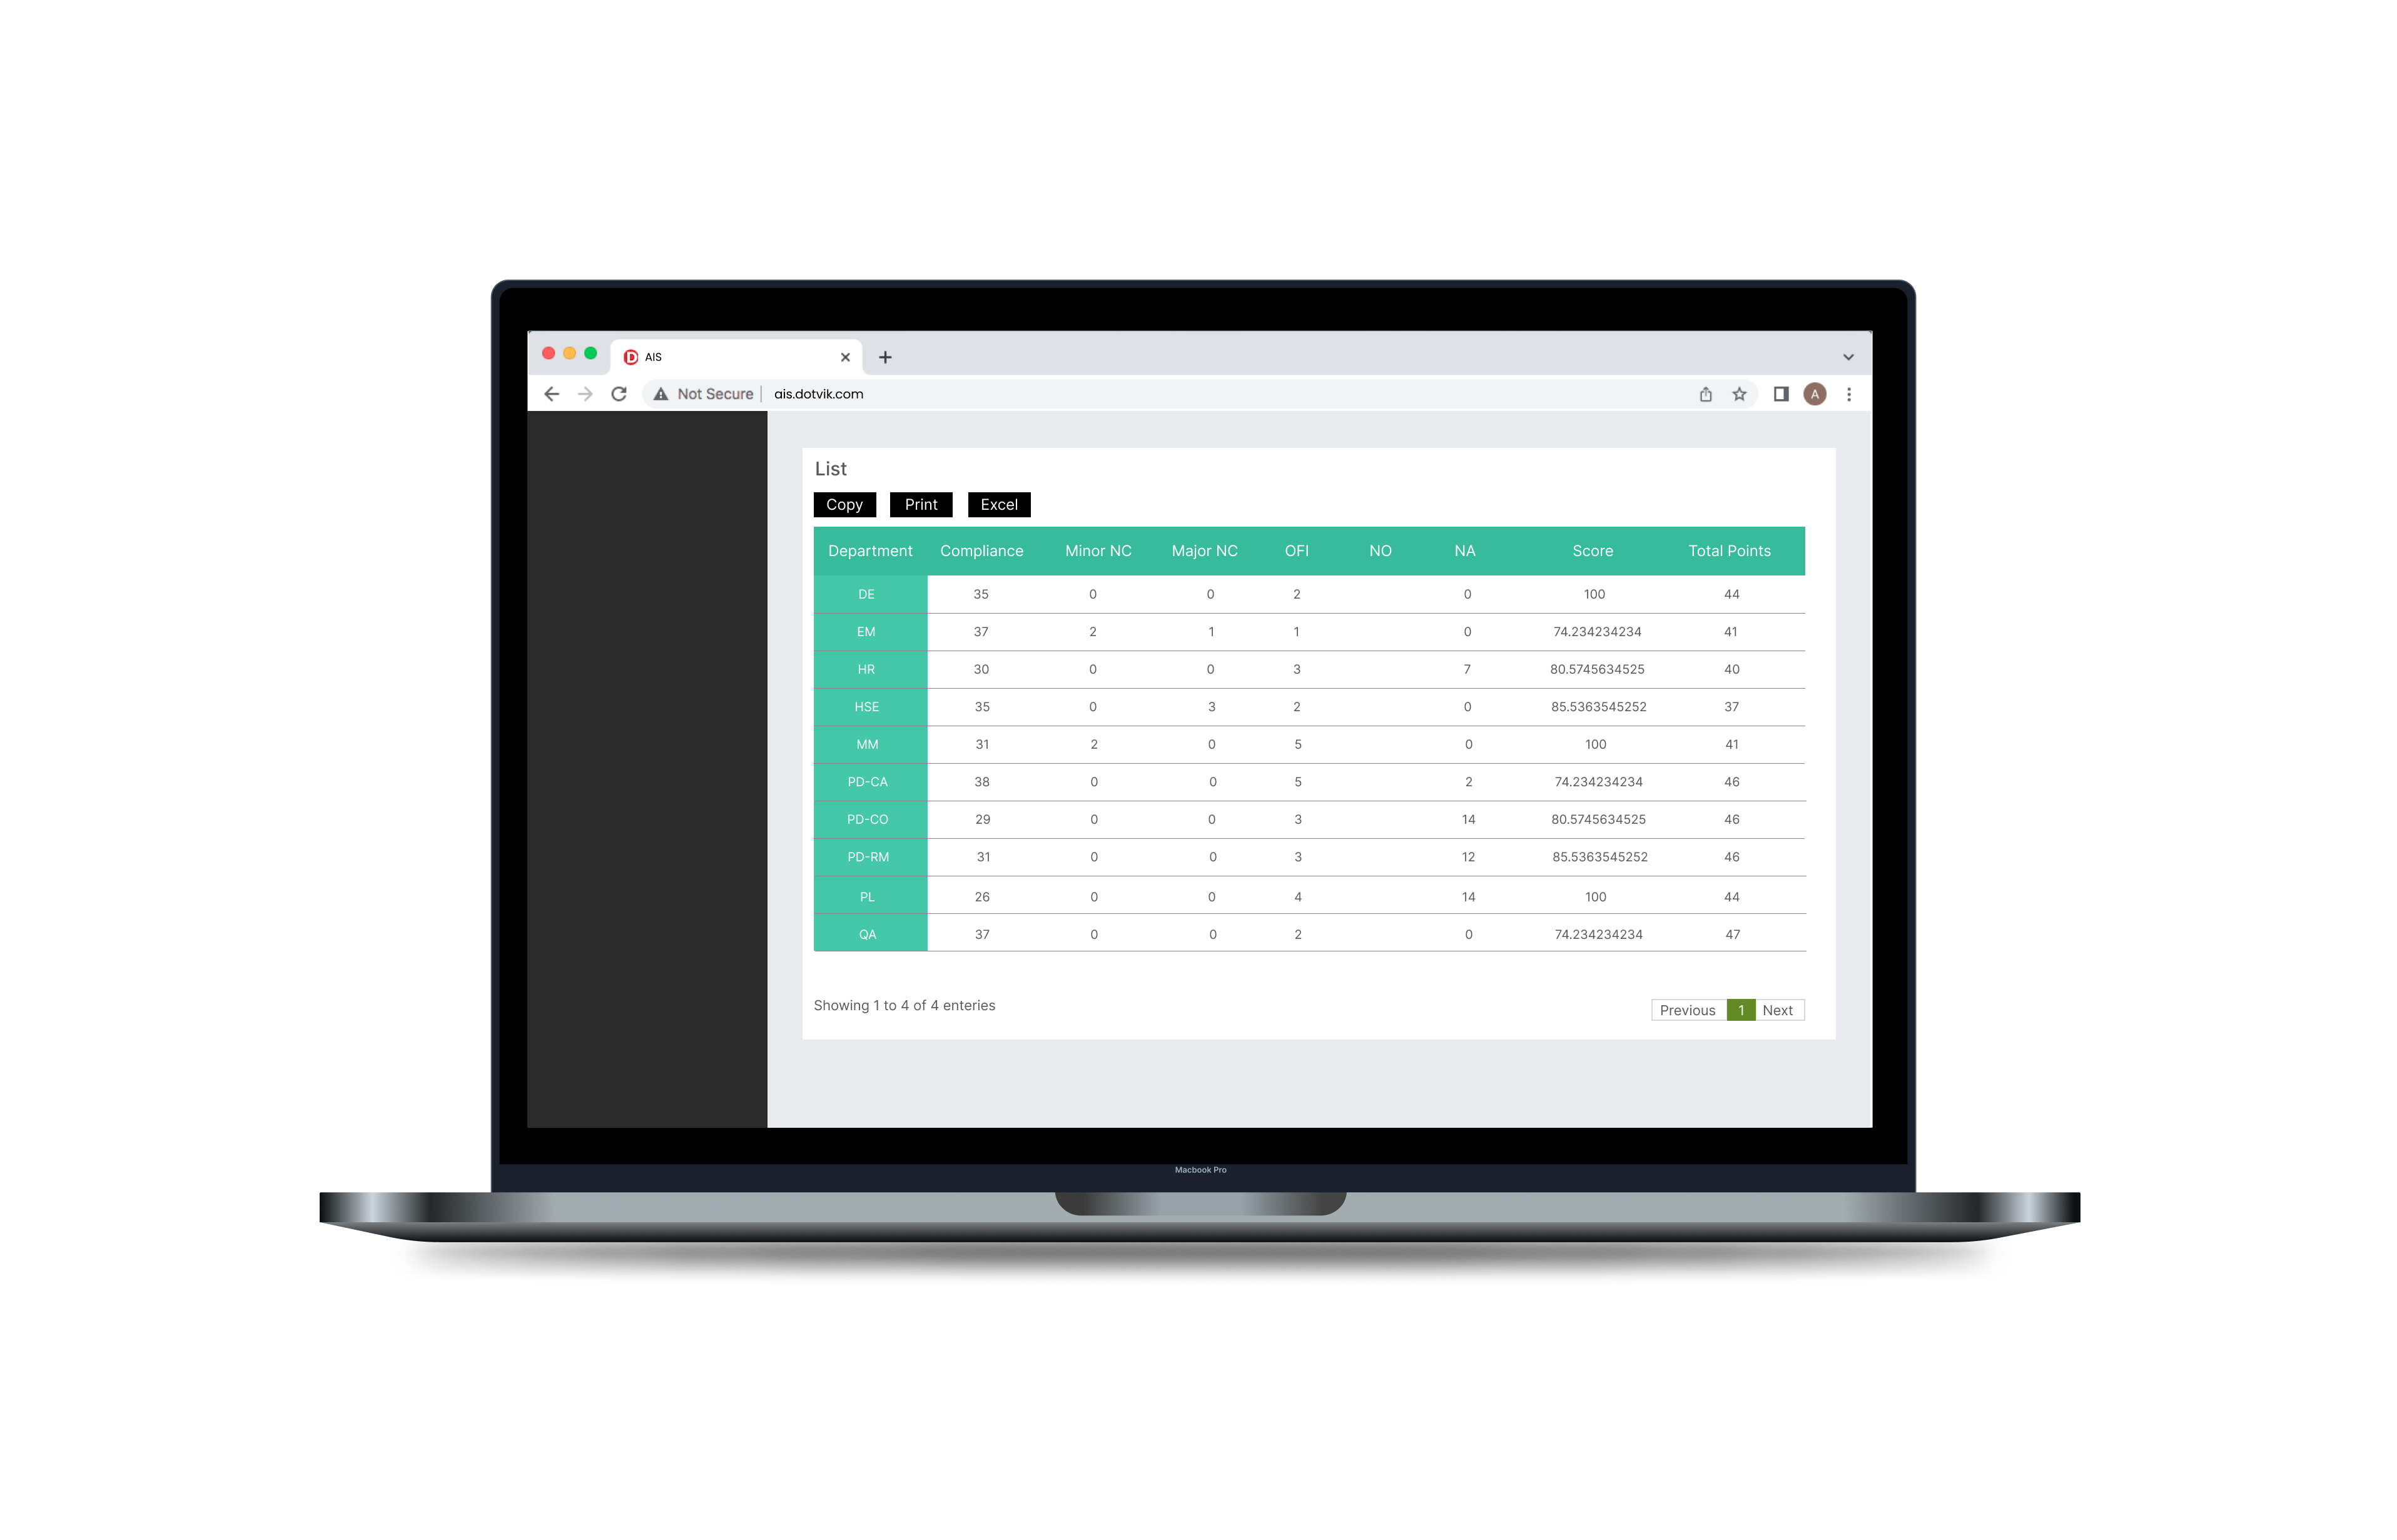 AIS
Not Secure ais.dotvik.com
A
List
Copy Print Excel
Department Compliance Minor NC Major NC OFI NO NA Score Total Points
DE 35 0 0 2 0 100 44
EM 37 2 1 1 0 74.234234234 41
HR 30 0 0 3 7 80.5745634525 40
HSE 35 0 3 2 0 85.5363545252 37
MM 31 2 0 5 0 100 41
PD-CA 38 0 0 5 2 74.234234234 46
PD-CO 29 0 0 3 14 80.5745634525 46
PD-RM 31 0 0 3 12 85.5363545252 46
PL 26 0 0 4 14 100 44
QA 37 0 0 2 0 74.234234234 47
Showing 1 to 4 of 4 enteries
Previous 1 Next
Macbook Pro